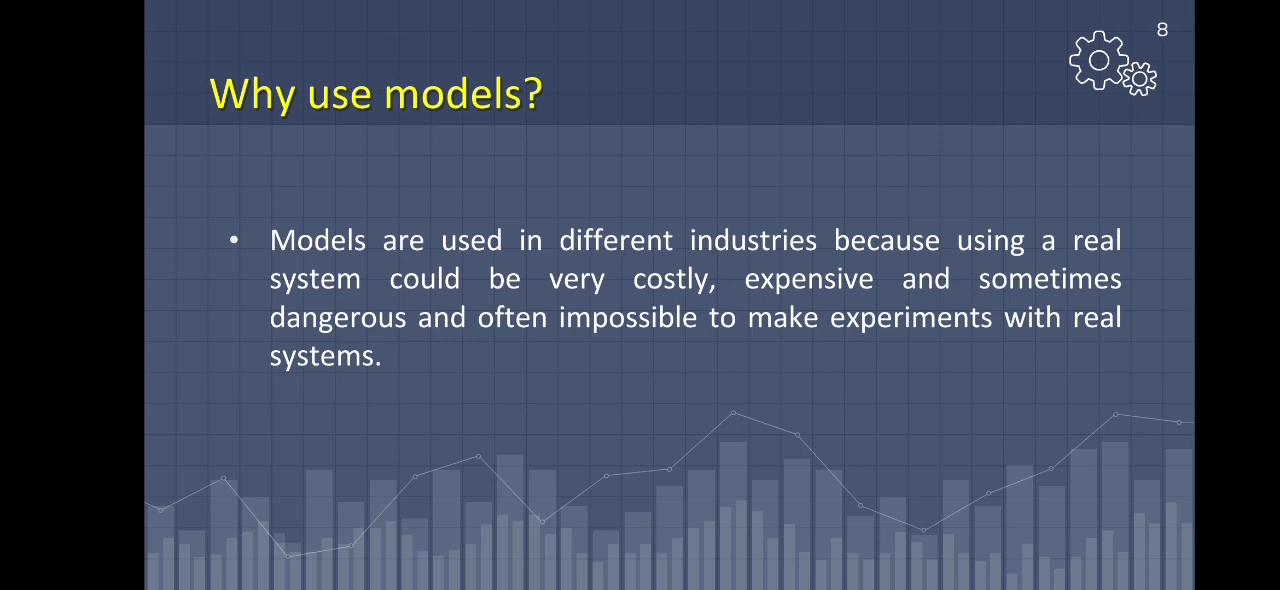 8
Why use models?
• Models are used in different industries because using a real
system could be very costly, expensive and sometimes
dangerous and often impossible to make experiments with real
systems.